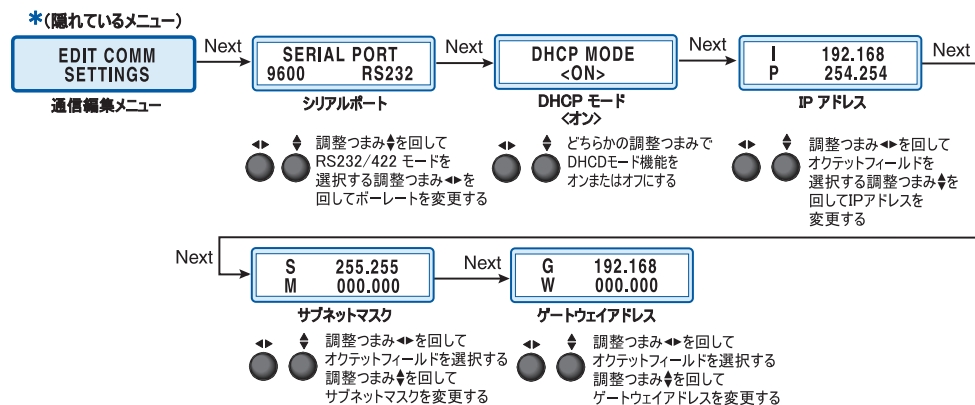 *(隠れているメニュー)
EDIT COMM
SETTINGS
通信編集メニュー
Next
SERIAL PORT
9600 RS232
シリアルポート
◂▸ ♦ 調整つまみ♦を回して
RS232/422 モードを
選択する調整つまみ◂▸を
回してボーレートを変更する
Next
DHCP MODE
<ON>
DHCP モード
<オン>
◂▸ ♦ どちらかの調整つまみで
DHCDモード機能を
オンまたはオフにする
Next
I 192.168
P 254.254
IP アドレス
◂▸ ♦ 調整つまみ◂▸を回して
オクテットフィールドを
選択する調整つまみ♦を
回してIPアドレスを
変更する
Next
Next
S 255.255
M 000.000
サブネットマスク
◂▸ ♦ 調整つまみ◂▸を回して
オクテットフィールドを選択する
調整つまみ♦を回して
サブネットマスクを変更する
Next
G 192.168
W 000.000
ゲートウェイアドレス
◂▸ ♦ 調整つまみ◂▸を回して
オクテットフィールドを選択する
調整つまみ♦を回して
ゲートウェイアドレスを変更する